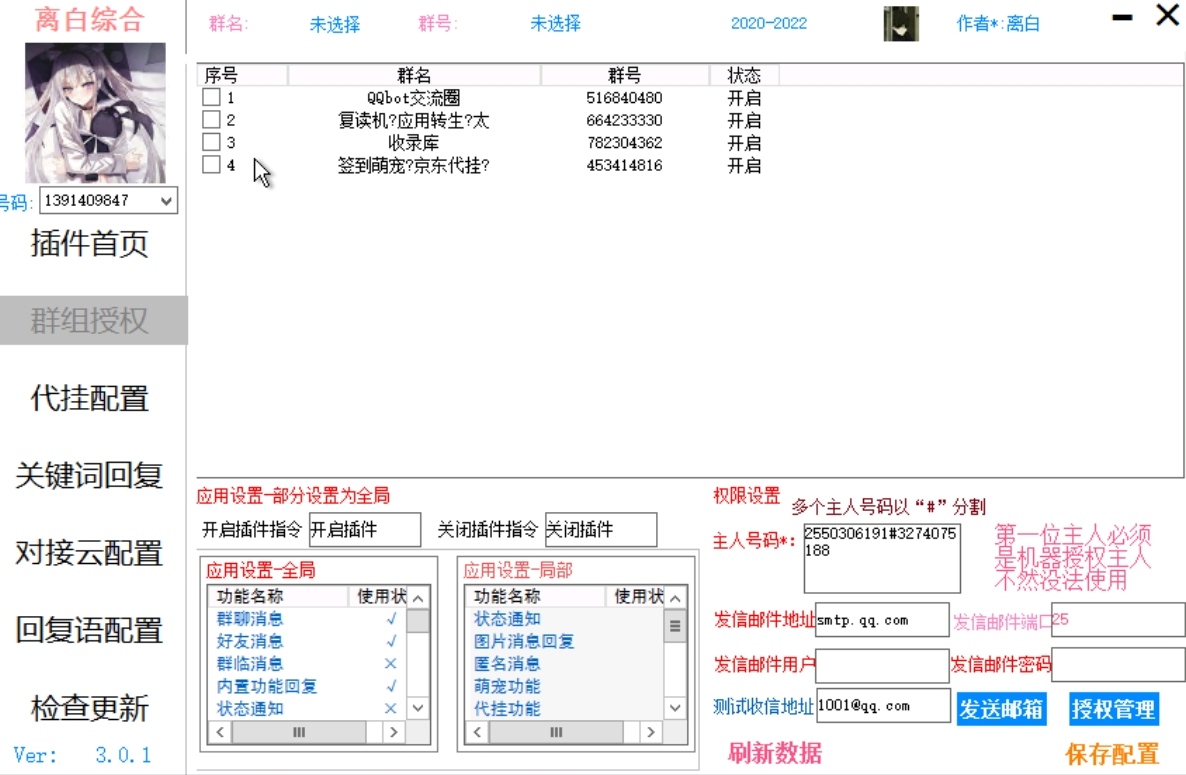 离白综合
群名: 未选择 群号: 未选择 2020-2022 作者*:离白
序号 群名 群号 状态
1 QQbot交流圈 516840480 开启
2 复读机?应用转生?太 664233330 开启
3 收录库 782304362 开启
4 签到萌宠?京东代挂? 453414816 开启
号码: 1391409847
插件首页
群组授权
代挂配置
关键词回复
对接云配置
回复语配置
检查更新
Ver: 3.0.1
应用设置-部分设置为全局
开启插件指令 开启插件 关闭插件指令 关闭插件
应用设置-全局
功能名称 使用状
群聊消息 √
好友消息 √
群临消息 ×
内置功能回复 √
状态通知 ×
应用设置-局部
功能名称 使用状
状态通知
图片消息回复
匿名消息
萌宠功能
代挂功能
权限设置 多个主人号码以“#”分割
主人号码*: 2550306191#3274075
188
第一位主人必须
是机器授权主人
不然没法使用
发信邮件地址 smtp.qq.com 发信邮件端口 25
发信邮件用户 发信邮件密码
测试收信地址 1001@qq.com 发送邮箱 授权管理
刷新数据 保存配置